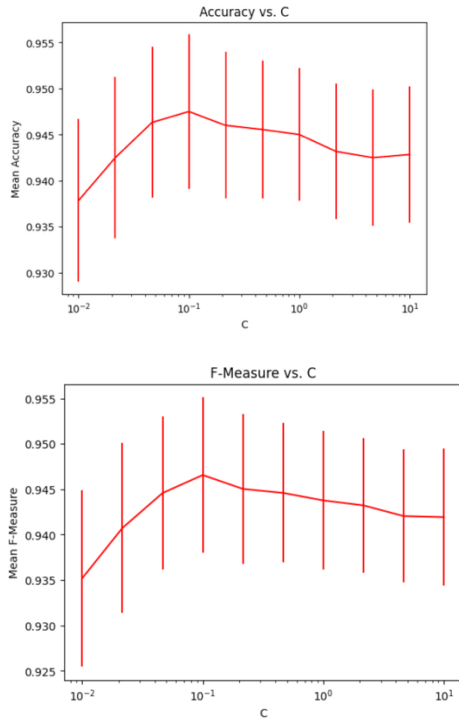 Accuracy vs. C
0.955
0.950
0.945
0.940
0.935
0.930
Mean Accuracy
10⁻² 10⁻¹ 10⁰ 10¹
C
F-Measure vs. C
0.955
0.950
0.945
0.940
0.935
0.930
0.925
Mean F-Measure
10⁻² 10⁻¹ 10⁰ 10¹
C